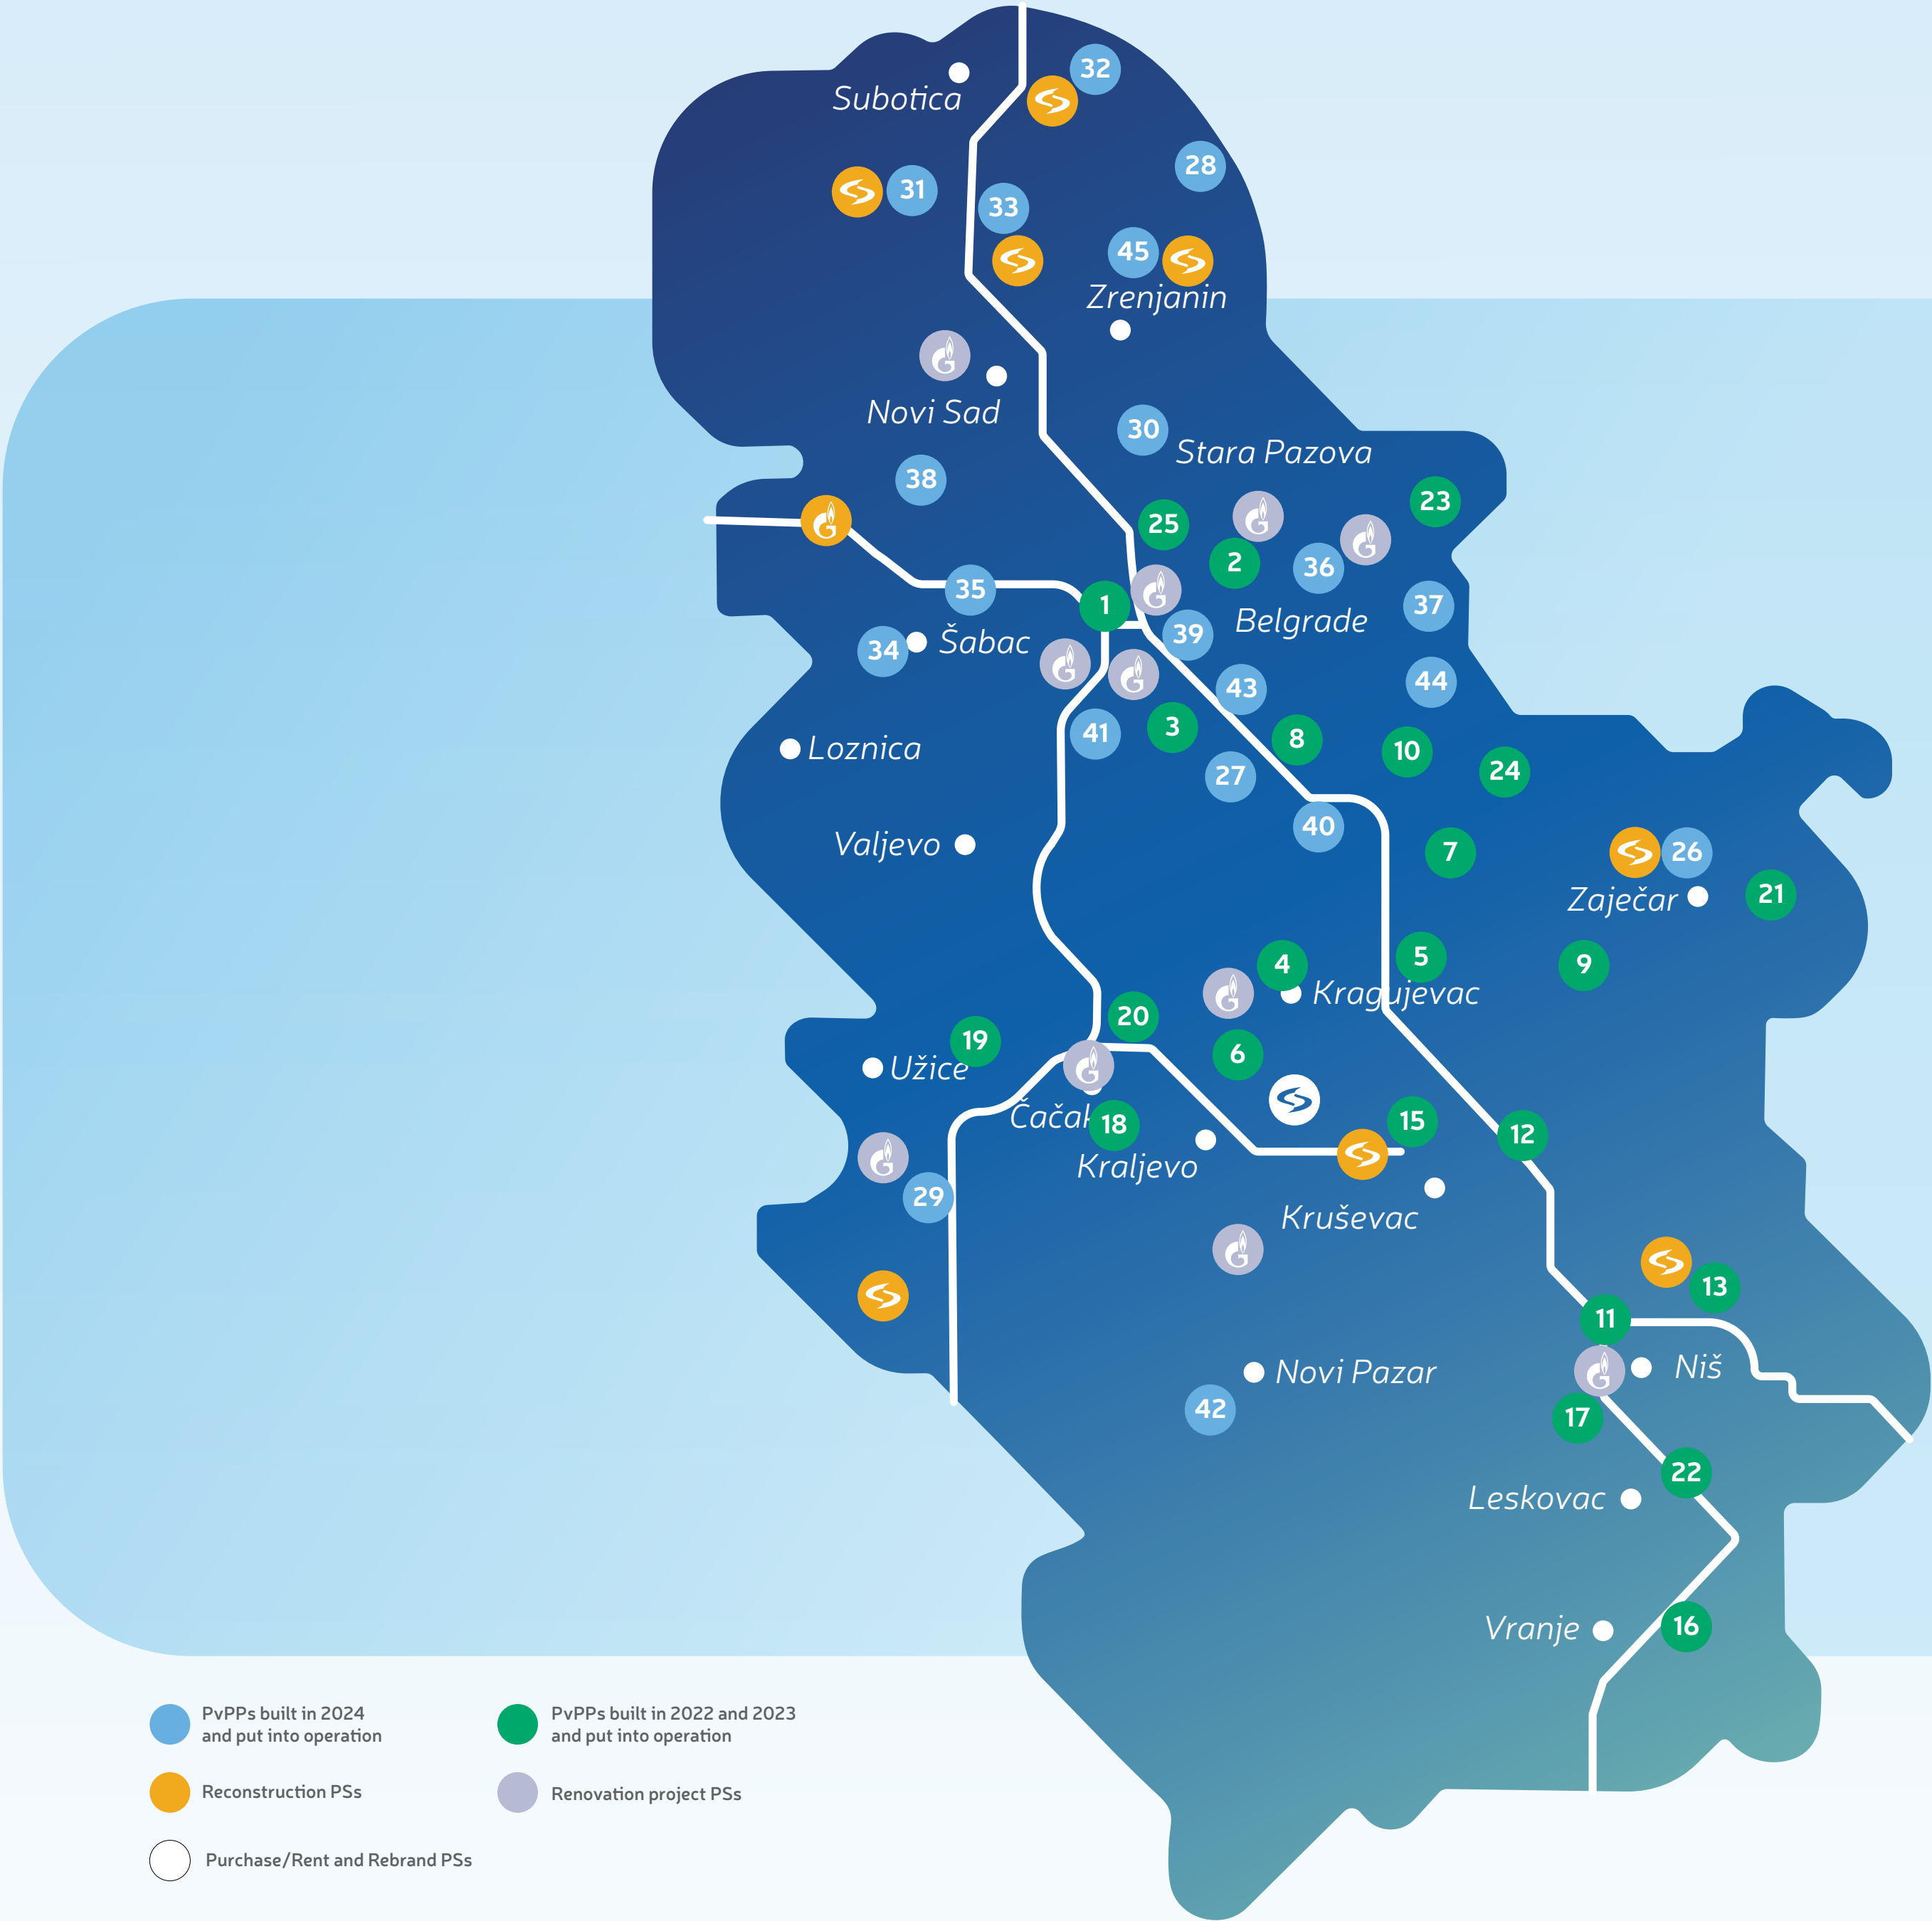 32
Subotica
28
31
33
45
Zrenjanin
Novi Sad
30
Stara Pazova
38
23
25
2
36
35
1
37
39
Belgrade
34
Šabac
44
43
41
3
8
Loznica
10
24
27
40
Valjevo
7
26
Zaječar
21
4
5
9
Kragujevac
20
19
6
Užice
Čačak
18
15
12
Kraljevo
29
Kruševac
13
11
Niš
Novi Pazar
42
17
22
Leskovac
Vranje
16
PvPPs built in 2024
and put into operation
PvPPs built in 2022 and 2023
and put into operation
Reconstruction PSs
Renovation project PSs
Purchase/Rent and Rebrand PSs